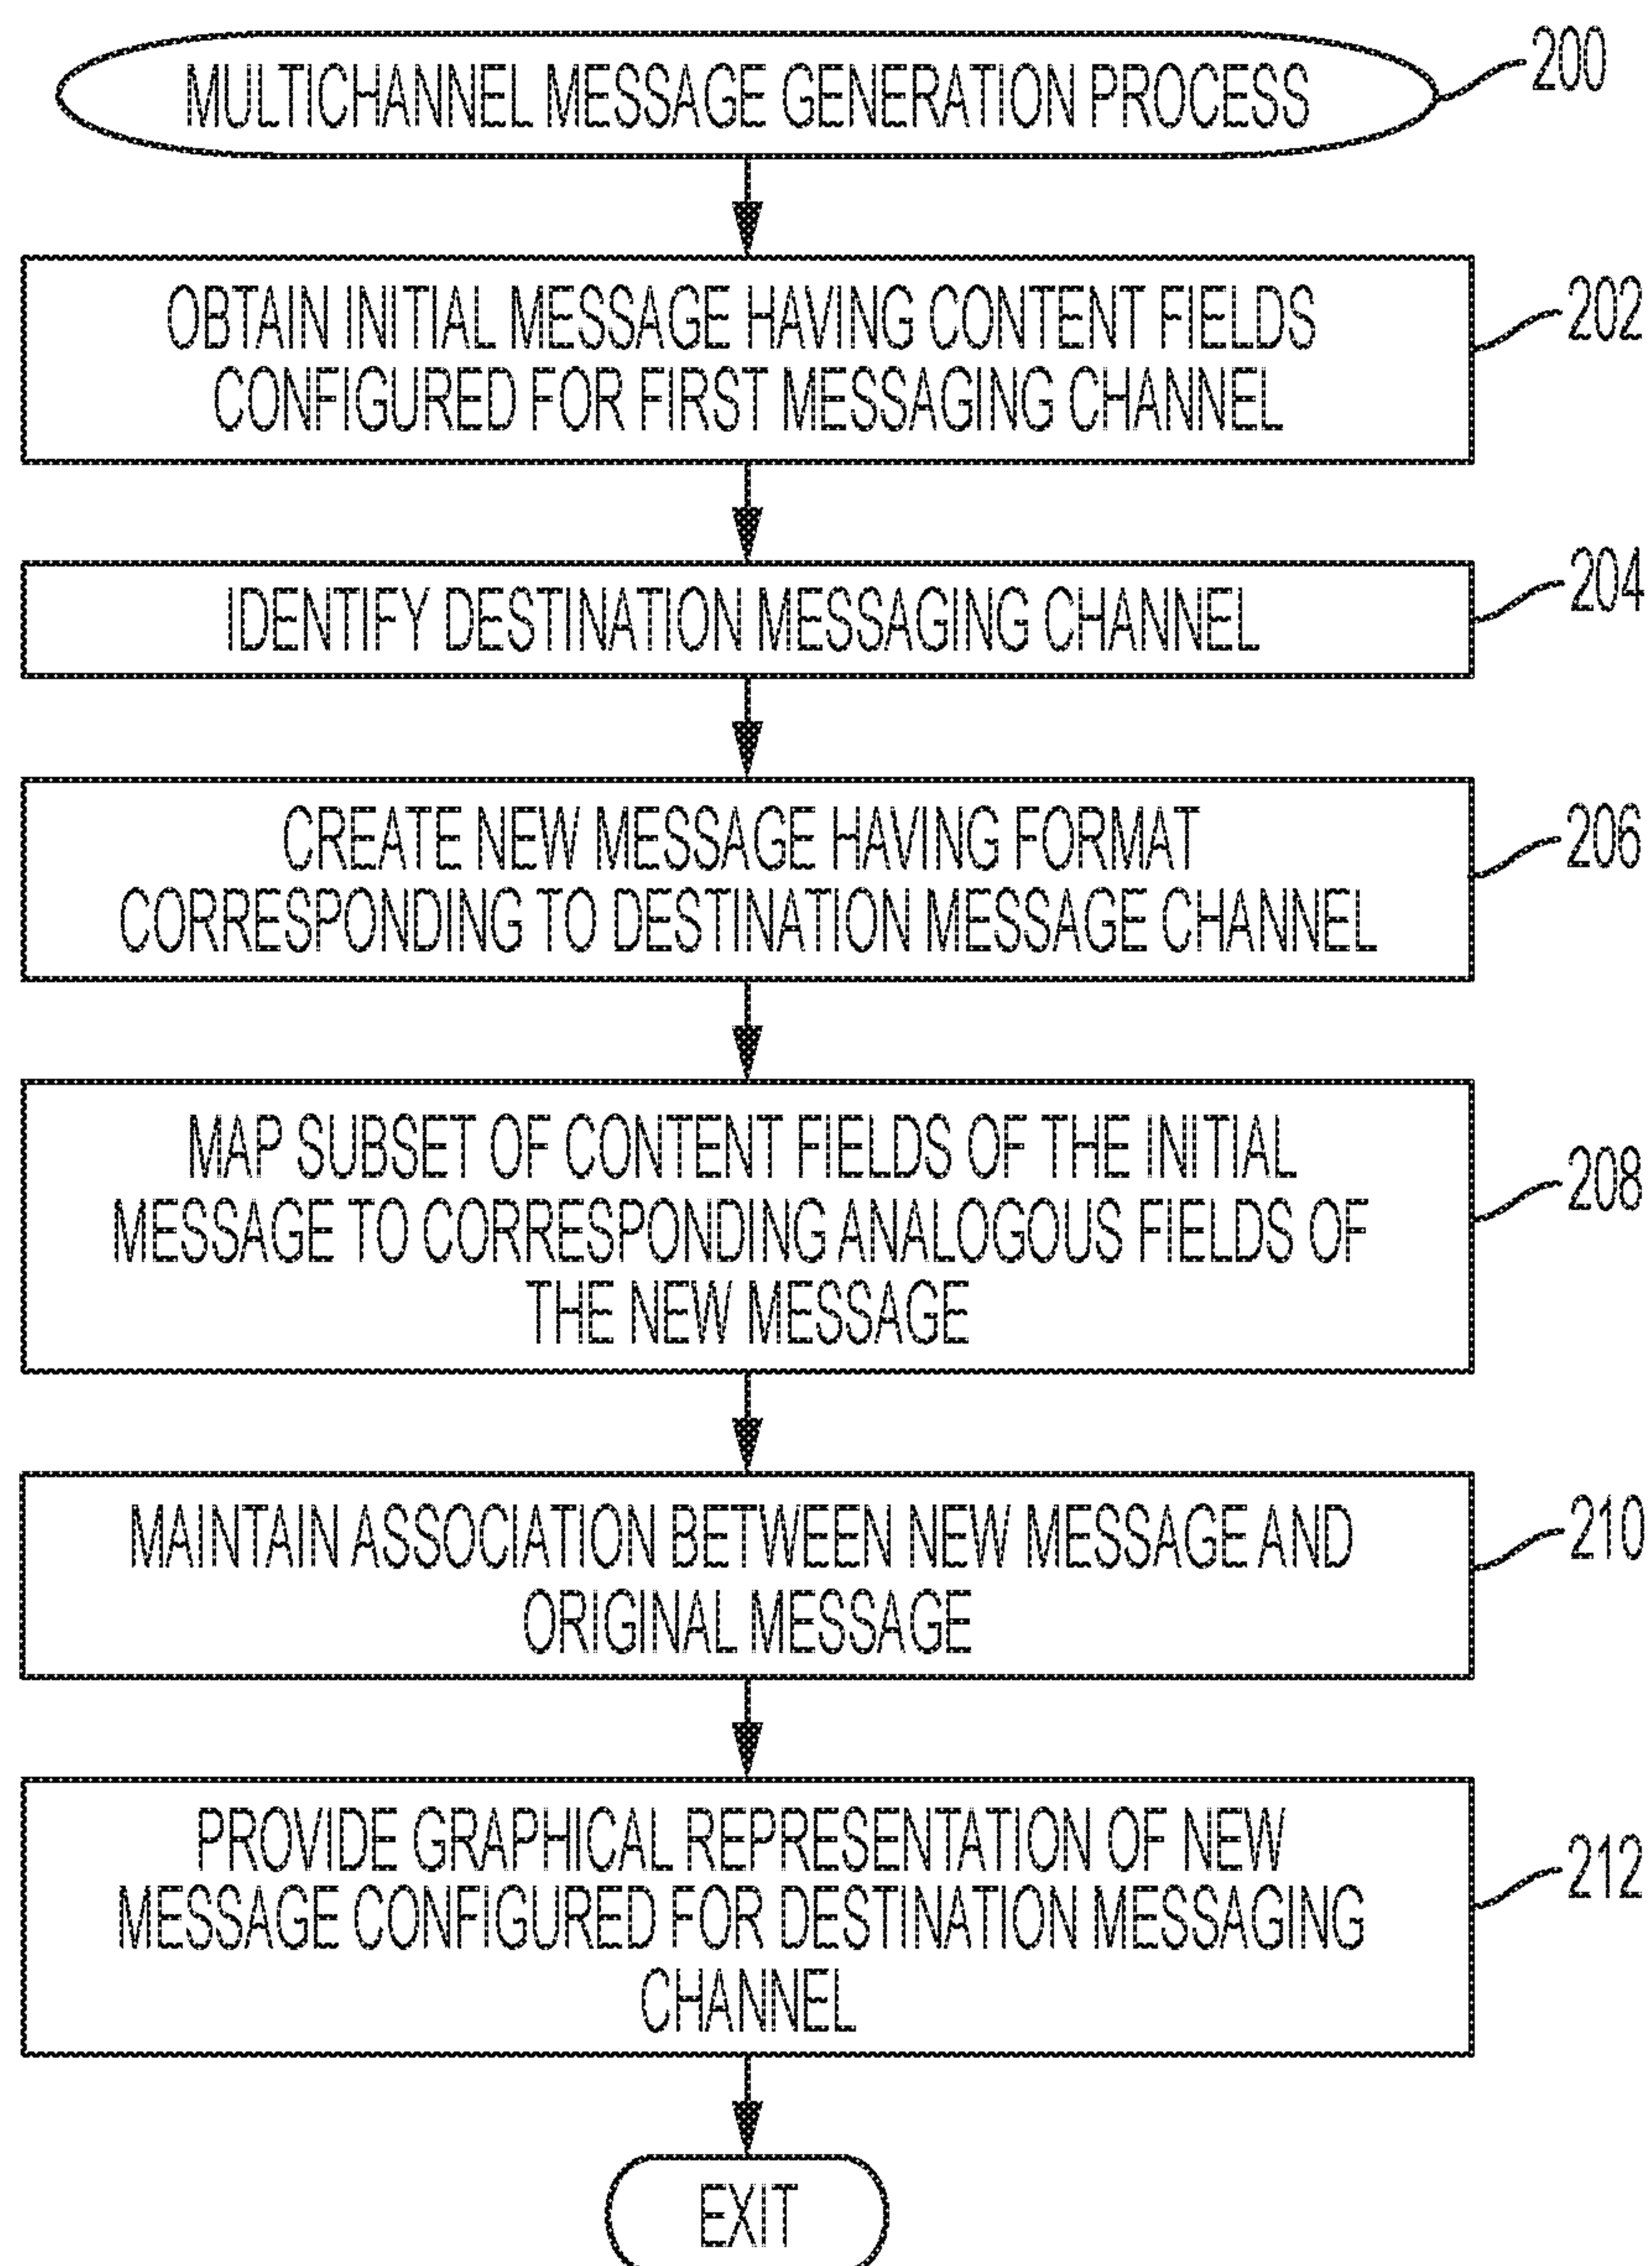 MULTICHANNEL MESSAGE GENERATION PROCESS
200
OBTAIN INITIAL MESSAGE HAVING CONTENT FIELDS
CONFIGURED FOR FIRST MESSAGING CHANNEL
202
IDENTIFY DESTINATION MESSAGING CHANNEL
204
CREATE NEW MESSAGE HAVING FORMAT
CORRESPONDING TO DESTINATION MESSAGE CHANNEL
206
MAP SUBSET OF CONTENT FIELDS OF THE INITIAL
MESSAGE TO CORRESPONDING ANALOGOUS FIELDS OF
THE NEW MESSAGE
208
MAINTAIN ASSOCIATION BETWEEN NEW MESSAGE AND
ORIGINAL MESSAGE
210
PROVIDE GRAPHICAL REPRESENTATION OF NEW
MESSAGE CONFIGURED FOR DESTINATION MESSAGING
CHANNEL
212
EXIT